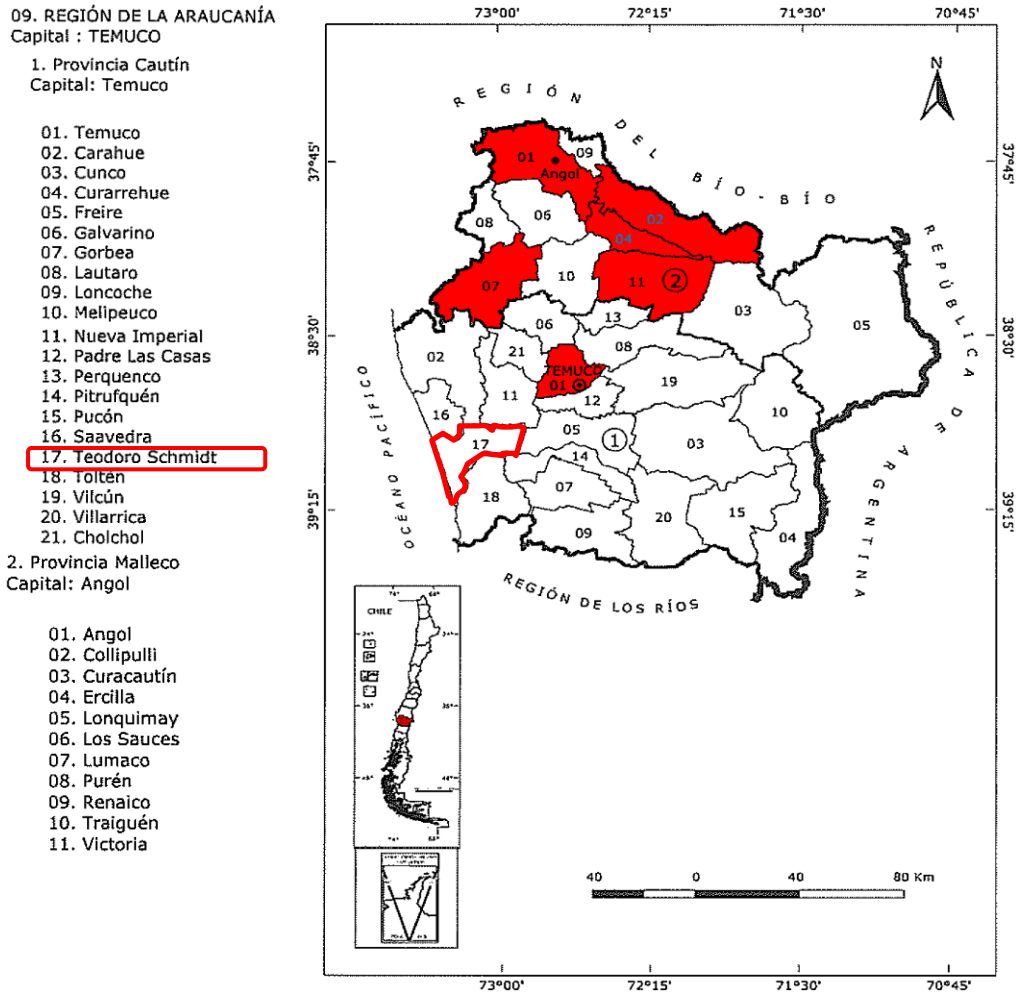 09. REGIÓN DE LA ARAUCANÍA
Capital : TEMUCO
1. Provincia Cautín
Capital: Temuco
01. Temuco
02. Carahue
03. Cunco
04. Curarrehue
05. Freire
06. Galvarino
07. Gorbea
08. Lautaro
09. Loncoche
10. Melipeuco
11. Nueva Imperial
12. Padre Las Casas
13. Perquenco
14. Pitrufquén
15. Pucón
16. Saavedra
17. Teodoro Schmidt
18. Toltén
19. Vilcún
20. Villarrica
21. Cholchol
2. Provincia Malleco
Capital: Angol
01. Angol
02. Collipulli
03. Curacautín
04. Ercilla
05. Lonquimay
06. Los Sauces
07. Lumaco
08. Purén
09. Renaico
10. Traiguén
11. Victoria
73°00' 72°15' 71°30' 70°45'
N
REGIÓN DEL BÍO-BÍO
37°45' 37°45'
01 09
Angol
08 06 02
04
REPÚBLICA DE ARGENTINA
07 10 11 2 03 05
38°30' 38°30'
06 13
02 21 08
TEMUCO
01 19
11 12 10
OCÉANO PACÍFICO
16 05 1
17 14 03
18 07 20 15
39°15' 39°15'
09 04
REGIÓN DE LOS RÍOS
CHILE
40 0 40 80 Km
73°00' 72°15' 71°30' 70°45'